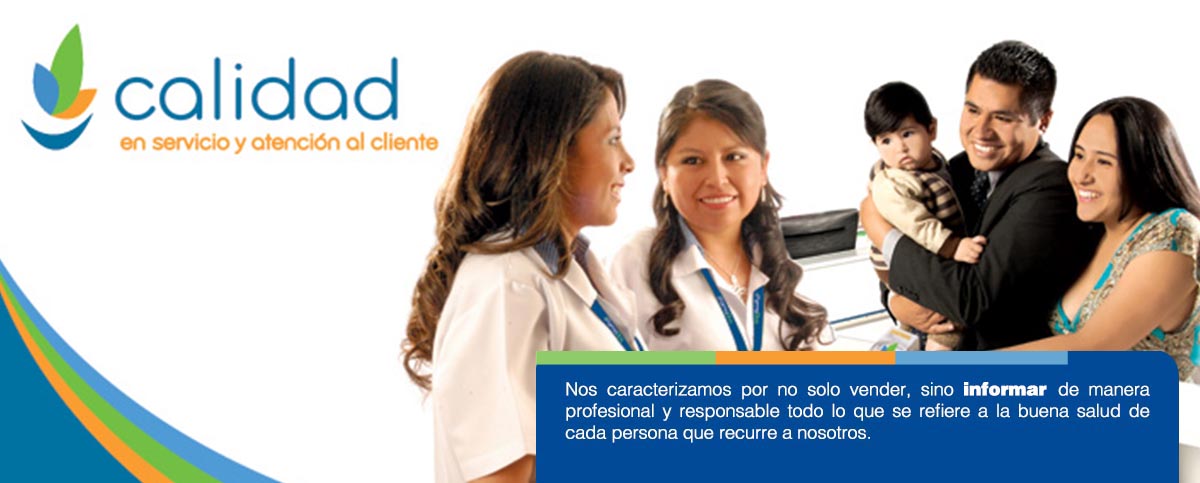 calidad
en servicio y atención al cliente
Nos caracterizamos por no solo vender, sino informar de manera
profesional y responsable todo lo que se refiere a la buena salud de
cada persona que recurre a nosotros.